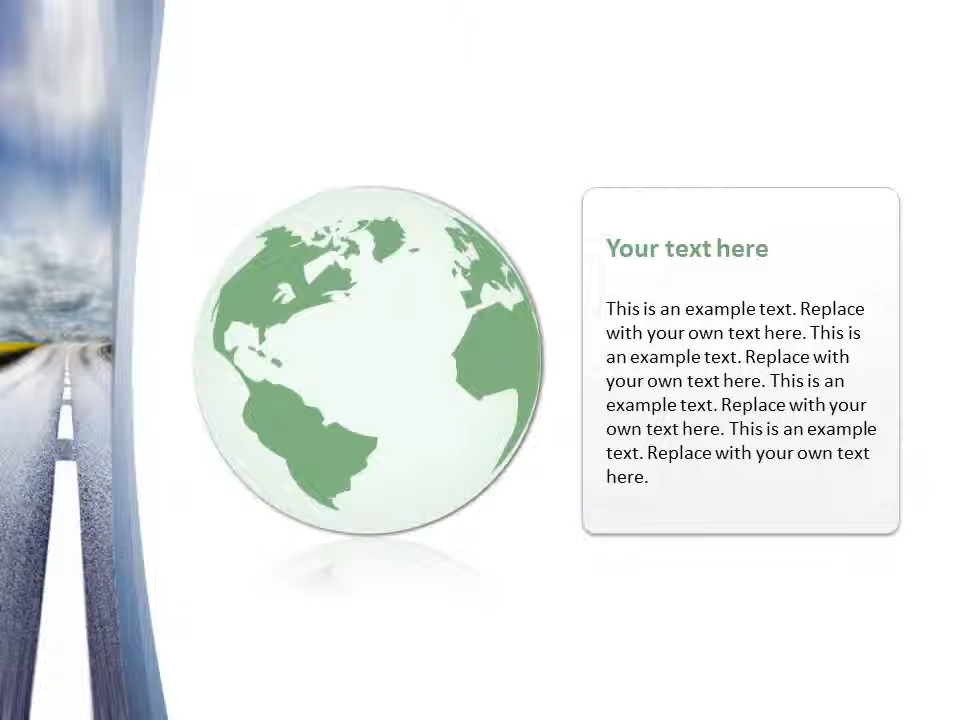 Your text here
This is an example text. Replace
with your own text here. This is
an example text. Replace with
your own text here. This is an
example text. Replace with your
own text here. This is an example
text. Replace with your own text
here.